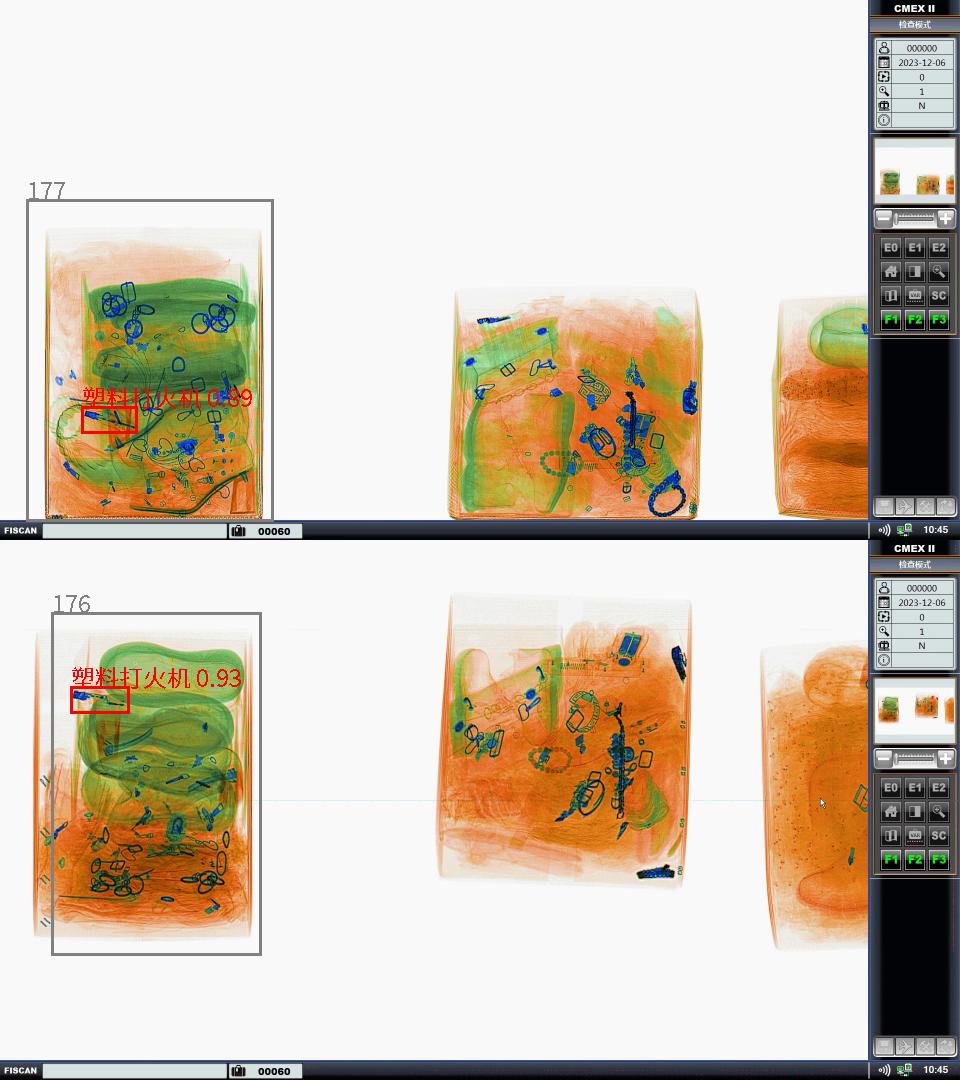 CMEX II
检查模式
000000
2023-12-06
0
1
N
177
塑料打火机 0.89
E0 E1 E2
VAR SC
F1 F2 F3
FISCAN 00060 10:45
CMEX II
检查模式
000000
2023-12-06
0
1
N
176
塑料打火机 0.93
E0 E1 E2
VAR SC
F1 F2 F3
FISCAN 00060 10:45